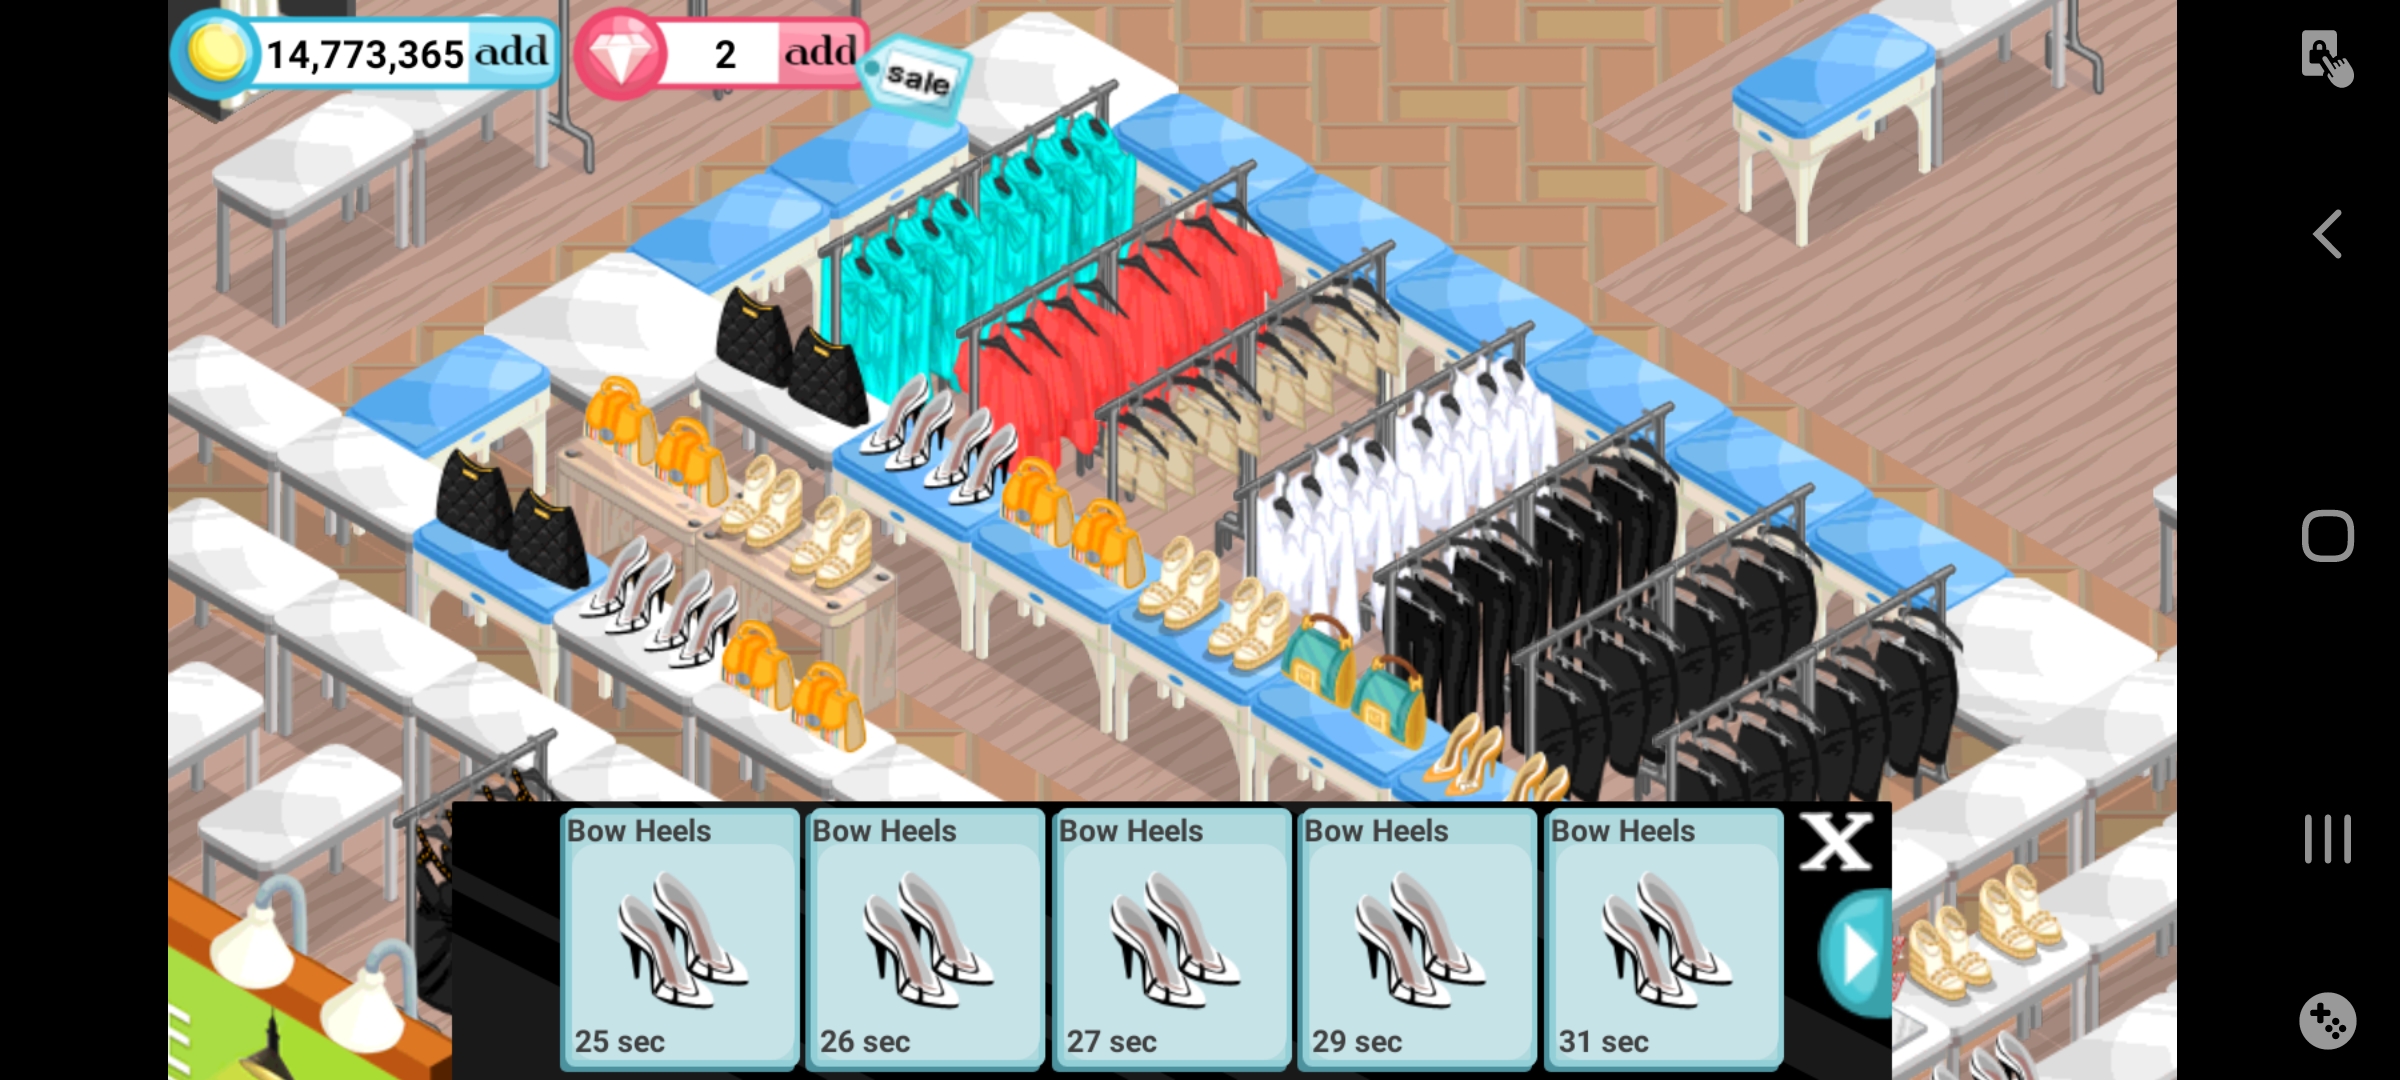 14,773,365 add
2 add
sale
Bow Heels
25 sec
Bow Heels
26 sec
Bow Heels
27 sec
Bow Heels
29 sec
Bow Heels
31 sec
X